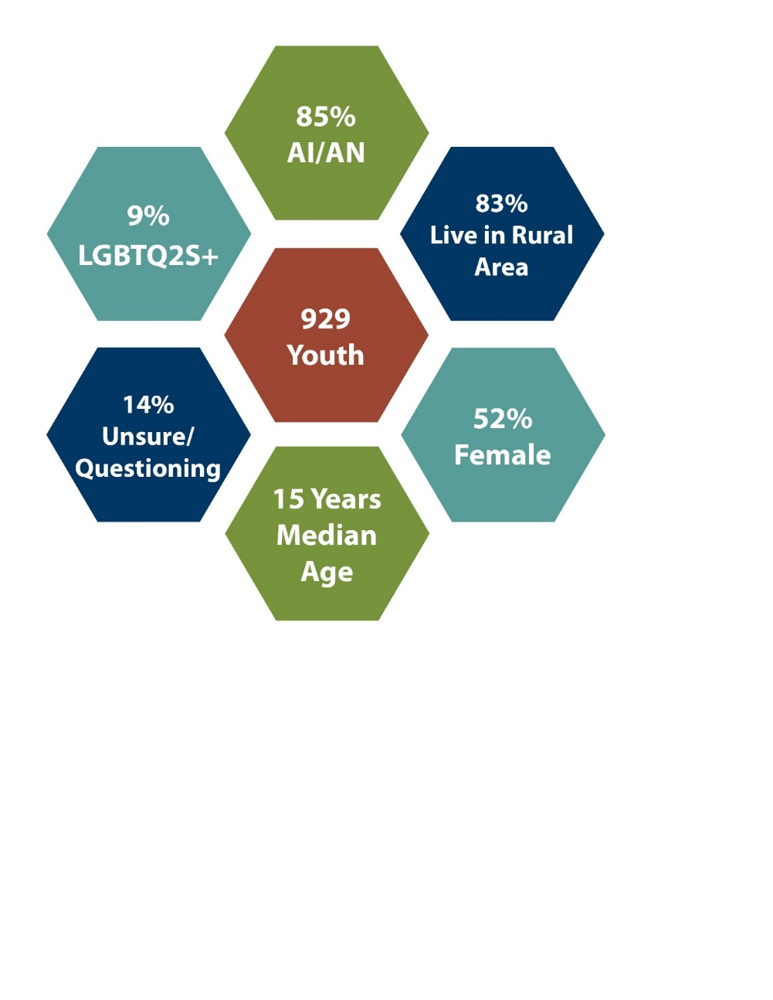 85%
AI/AN
9%
LGBTQ2S+
83%
Live in Rural
Area
929
Youth
14%
Unsure/
Questioning
52%
Female
15 Years
Median
Age